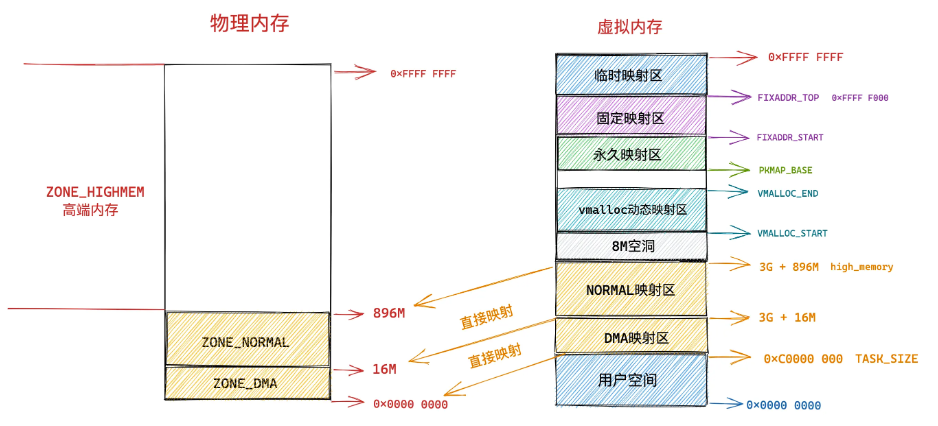 物理内存
虚拟内存
0×FFFF FFFF
0×FFFF FFFF
临时映射区
FIXADDR_TOP 0×FFFF F000
固定映射区
FIXADDR_START
永久映射区
PKMAP_BASE
ZONE_HIGHMEM
高端内存
VMALLOC_END
vmalloc动态映射区
VMALLOC_START
8M空洞
3G + 896M high_memory
NORMAL映射区
896M
直接映射
3G + 16M
ZONE_NORMAL
DMA映射区
直接映射
0×C0000 000 TASK_SIZE
16M
ZONE_DMA
用户空间
0×0000 0000
0×0000 0000